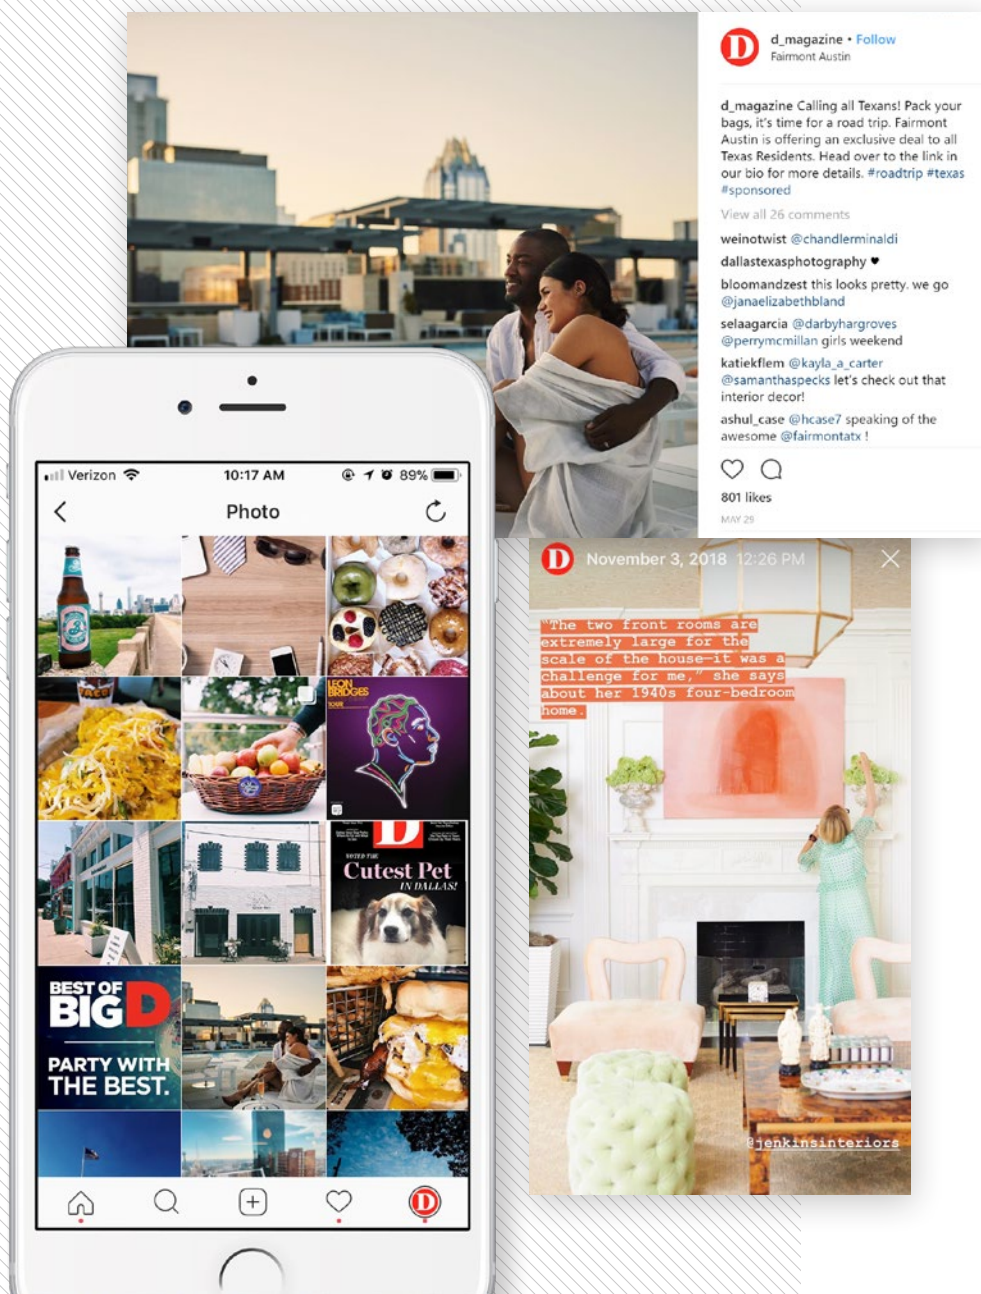 D
d_magazine • Follow
Fairmont Austin
d_magazine Calling all Texans! Pack your
bags, it's time for a road trip. Fairmont
Austin is offering an exclusive deal to all
Texas Residents. Head over to the link in
our bio for more details. #roadtrip #texas
#sponsored
View all 26 comments
weinotwist @chandlerminaldi
dallastexasphotography ♥
bloomandzest this looks pretty. we go
@janaelizabethbland
selaagarcia @darbyhargroves
@perrymcmillan girls weekend
katiekflem @kayla_a_carter
@samanthaspecks let's check out that
interior decor!
ashul_case @hcase7 speaking of the
awesome @fairmontatx !
801 likes
MAY 29
Verizon 10:17 AM 89%
Photo
TACO
LEON
BRIDGES
D
VOTED THE
Cutest Pet
IN DALLAS!
BEST OF
BIG D
PARTY WITH
THE BEST.
D
D November 3, 2018 12:26 PM
"The two front rooms are
extremely large for the
scale of the house—it was a
challenge for me," she says
about her 1940s four-bedroom
home.
@jenkinsinteriors